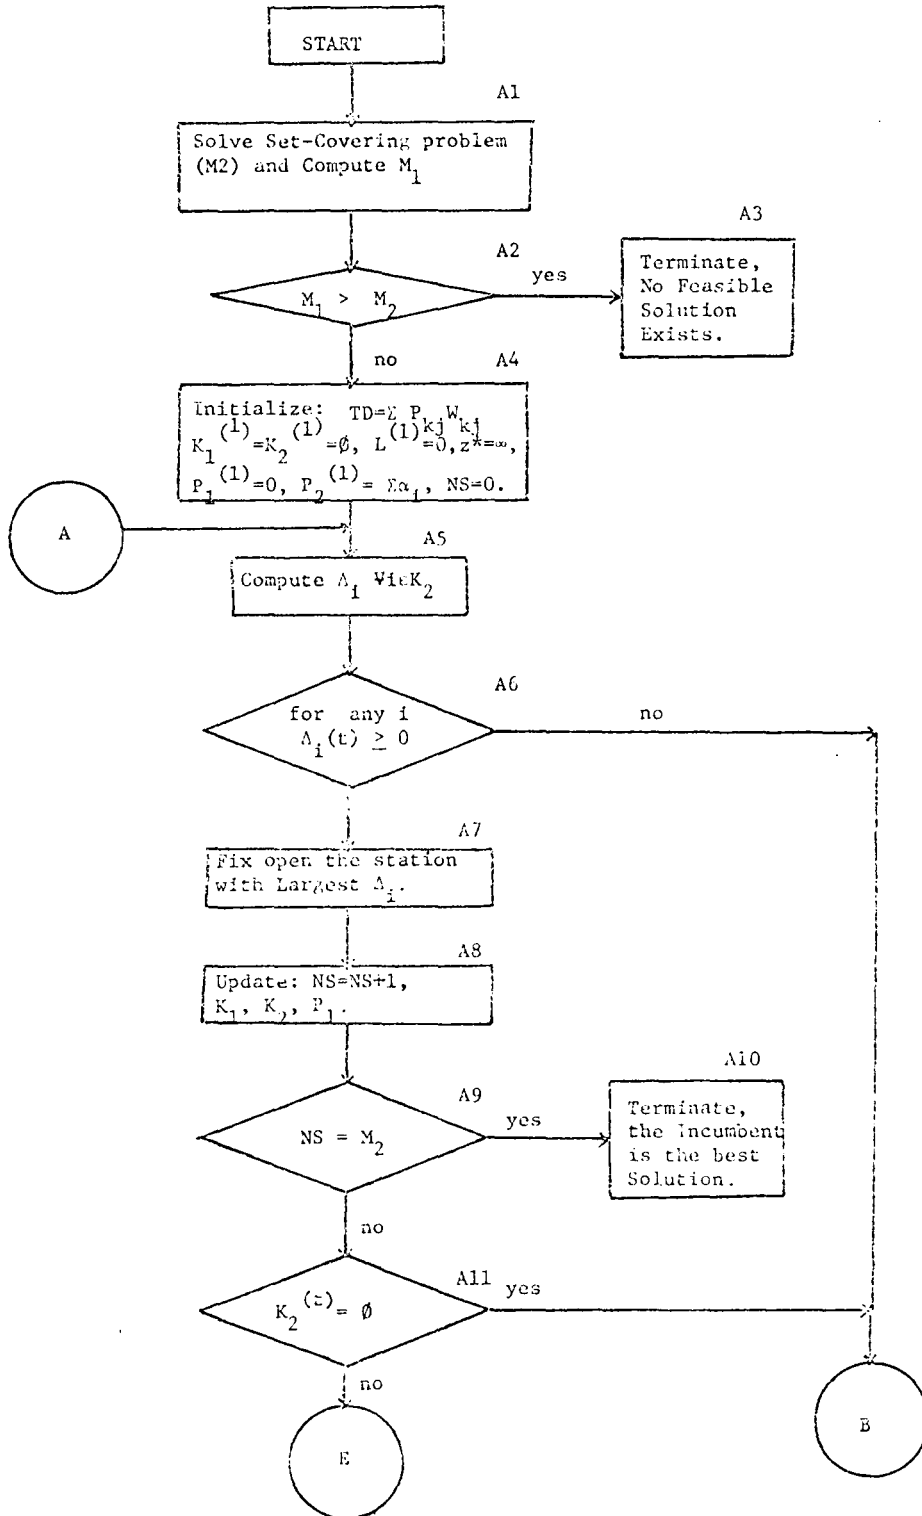 START
A1
Solve Set-Covering problem
(M2) and Compute M₁
A2
yes
A3
M₁ > M₂
Terminate,
No Feasible
Solution
Exists.
no
A4
Initialize: TD=Σ PₖⱼWₖⱼ
K₁⁽¹⁾=K₂⁽¹⁾=∅, L⁽¹⁾=0, z*=∞,
P₁⁽¹⁾=0, P₂⁽¹⁾= Σαᵢ, NS=0.
A
A5
Compute Δᵢ ∀iεK₂
A6
for any i
Δᵢ(t) ≥ 0
no
A7
Fix open the station
with Largest Δᵢ.
A8
Update: NS=NS+1,
K₁, K₂, P₁.
A9
yes
A10
NS = M₂
Terminate,
the Incumbent
is the best
Solution.
no
A11
yes
K₂⁽ᵗ⁾= ∅
no
E
B